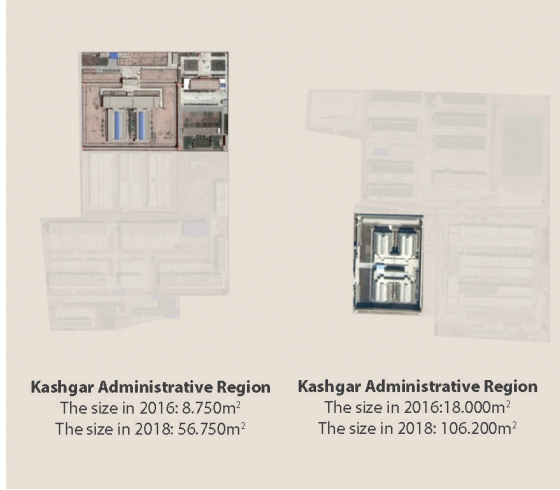 Kashgar Administrative Region
The size in 2016: 8.750m²
The size in 2018: 56.750m²
Kashgar Administrative Region
The size in 2016:18.000m²
The size in 2018: 106.200m²